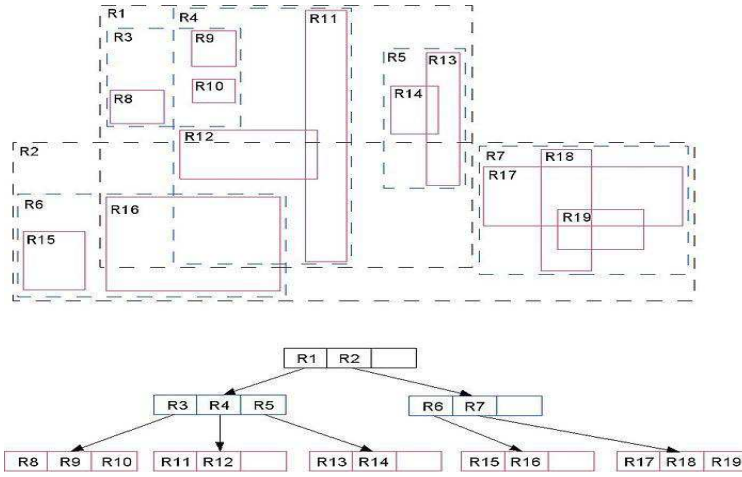 R1 R4 R11
R3 R9
R5 R13
R10
R8 R14
R12
R2 R7 R18
R17
R6
R16 R19
R15
R1 R2
R3 R4 R5 R6 R7
R8 R9 R10 R11 R12 R13 R14 R15 R16 R17 R18 R19